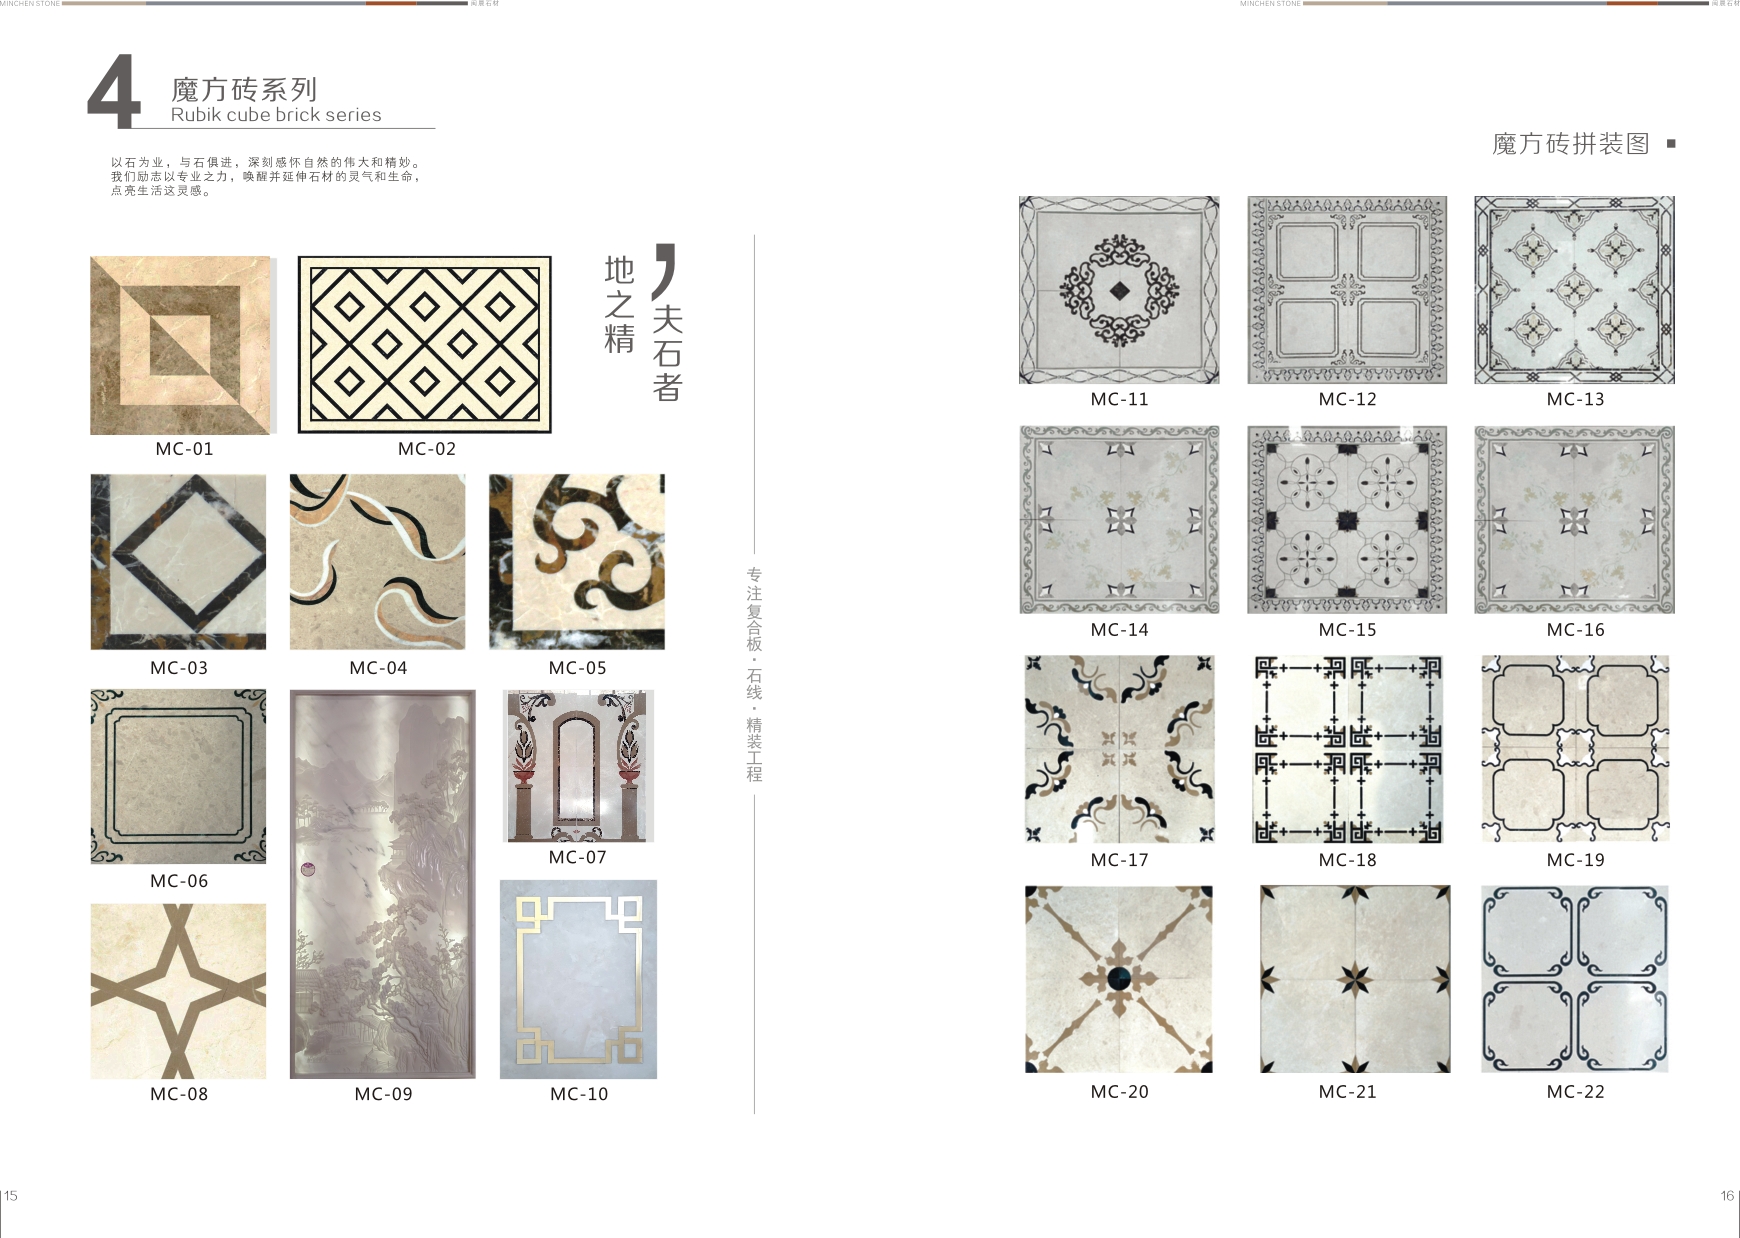 MINCHEN STONE
闽晨石材
MINCHEN STONE
闽晨石材
4
魔方砖系列
Rubik cube brick series
以石为业，与石俱进，深刻感怀自然的伟大和精妙。
我们励志以专业之力，唤醒并延伸石材的灵气和生命，
点亮生活这灵感。
，夫石者
地之精
MC-01
MC-02
MC-03
MC-04
MC-05
MC-06
MC-07
MC-08
MC-09
MC-10
专注复合板·石线·精装工程
魔方砖拼装图
MC-11
MC-12
MC-13
MC-14
MC-15
MC-16
MC-17
MC-18
MC-19
MC-20
MC-21
MC-22
15
16